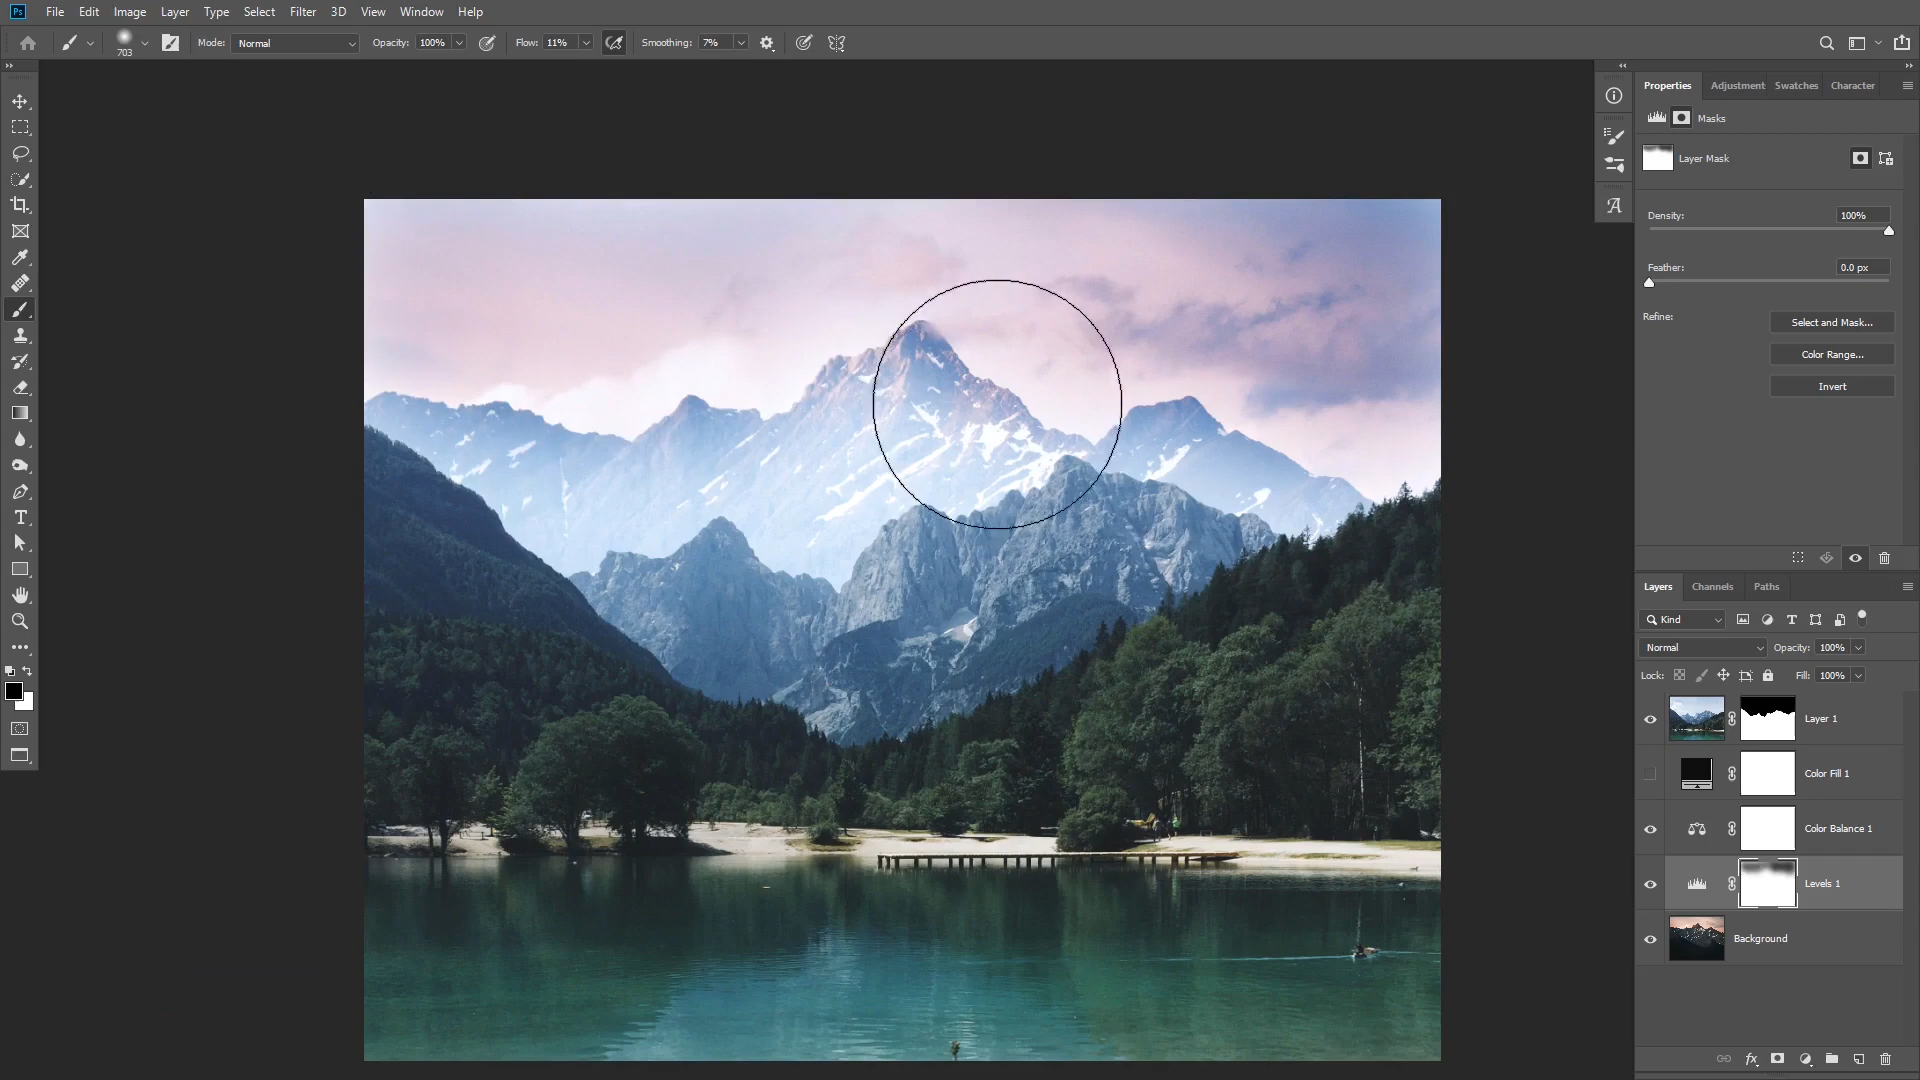 Ps File Edit Image Layer Type Select Filter 3D View Window Help
703 Mode: Normal Opacity: 100% Flow: 11% Smoothing: 7%
Properties Adjustment Swatches Character
Masks
Layer Mask
Density: 100%
Feather: 0.0 px
Refine: Select and Mask...
Color Range...
Invert
Layers Channels Paths
Kind
Normal Opacity: 100%
Lock: Fill: 100%
Layer 1
Color Fill 1
Color Balance 1
Levels 1
Background
fx